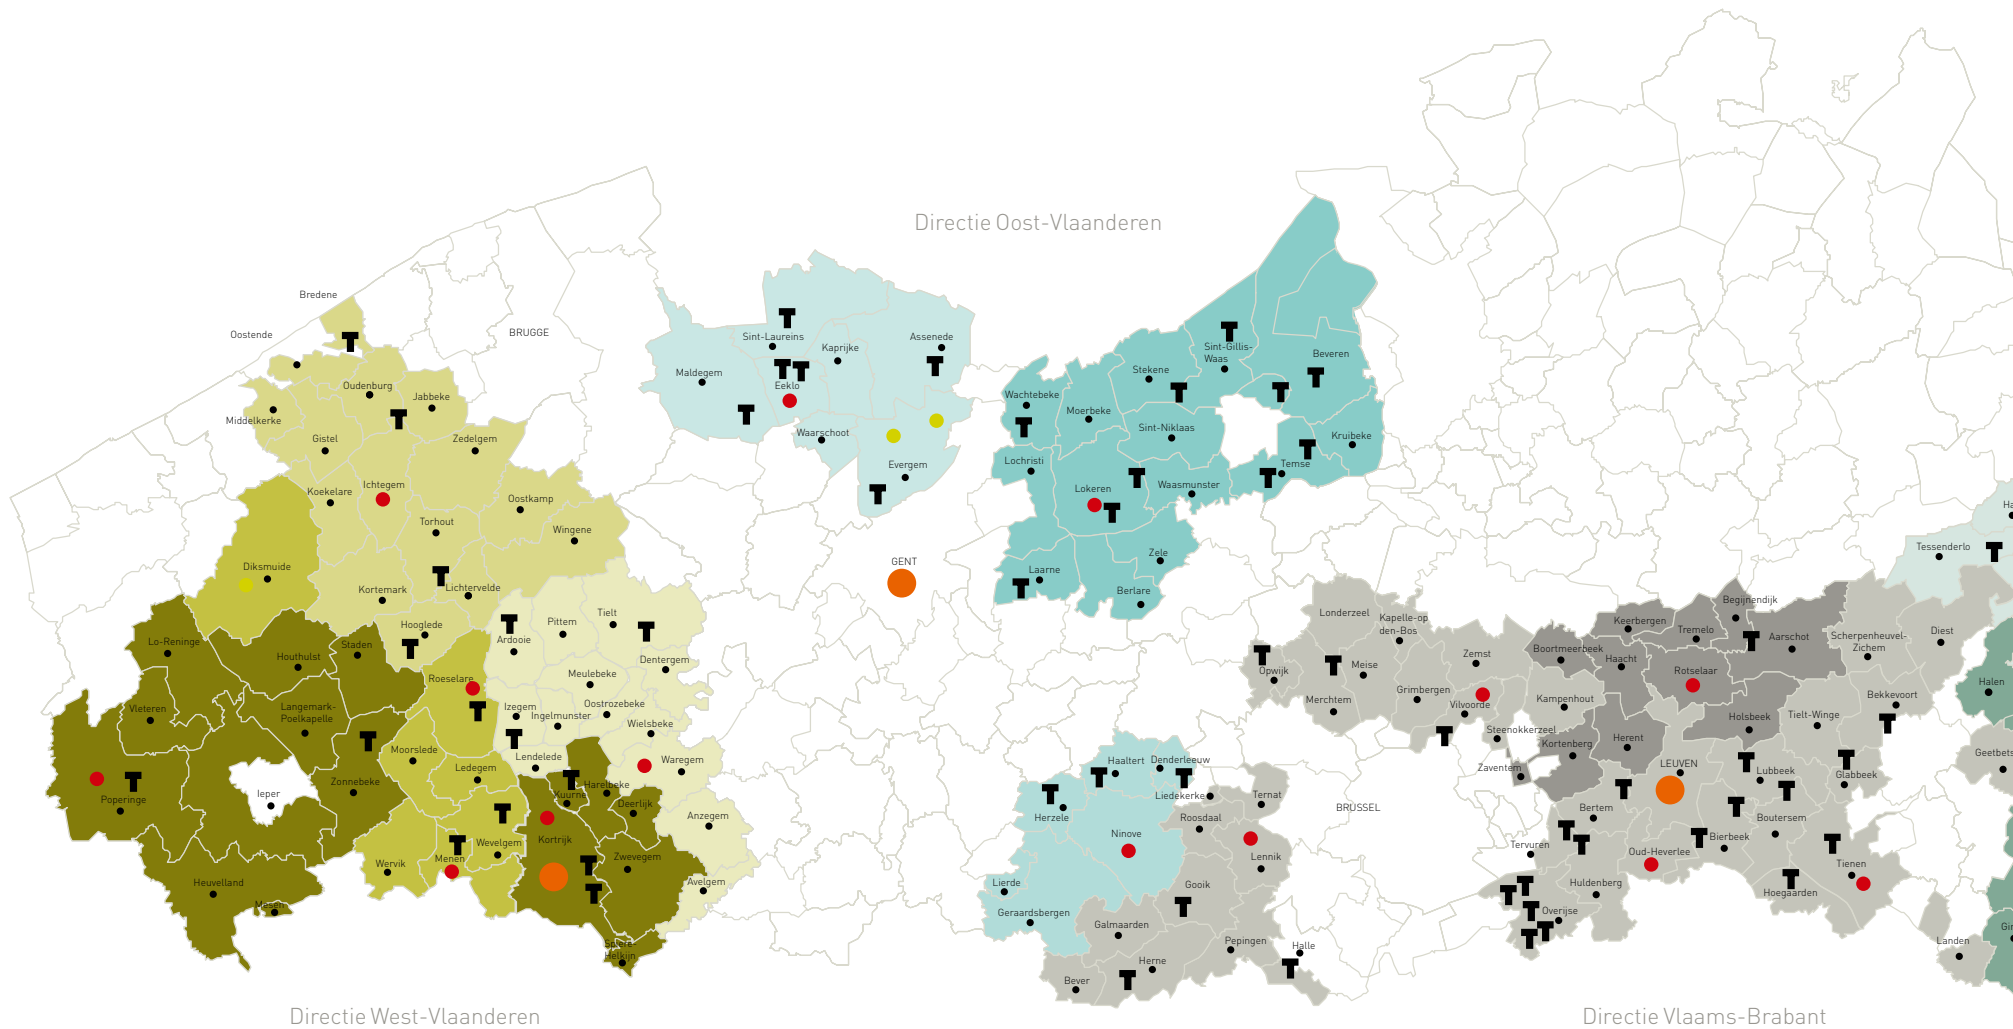 Directie Oost-Vlaanderen
Bredene
Oostende
BRUGGE
Sint-Laureins
Kaprijke
Assenede
Maldegem
Eeklo
Waarschoot
Evergem
GENT
Sint-Gillis-
Waas
Beveren
Stekene
Wachtebeke
Moerbeke
Sint-Niklaas
Kruibeke
Lochristi
Temse
Lokeren
Waasmunster
Zele
Laarne
Berlare
Oudenburg
Jabbeke
Middelkerke
Gistel
Zedelgem
Koekelare
Ichtegem
Oostkamp
Torhout
Wingene
Diksmuide
Kortemark
Lichtervelde
Hooglede
Ardooie
Pittem
Tielt
Lo-Reninge
Houthulst
Staden
Dentergem
Roeselare
Meulebeke
Vleteren
Langemark-
Poelkapelle
Izegem
Ingelmunster
Oostrozebeke
Wielsbeke
Moorslede
Ledegem
Lendelede
Waregem
Zonnebeke
Ieper
Poperinge
Kuurne
Harelbeke
Deerlijk
Anzegem
Kortrijk
Wevelgem
Menen
Wervik
Zwevegem
Avelgem
Heuvelland
Mesen
Spiere-
Helkijn
Directie West-Vlaanderen
Haaltert
Denderleeuw
Liedekerke
Herzele
Ninove
Lierde
Geraardsbergen
Ternat
Roosdaal
Lennik
Gooik
Galmaarden
Pepingen
Halle
Herne
Bever
BRUSSEL
Londerzeel
Kapelle-op
den-Bos
Opwijk
Meise
Zemst
Merchtem
Grimbergen
Vilvoorde
Steenokkerzeel
Zaventem
Kampenhout
Boortmeerbeek
Keerbergen
Haacht
Tremelo
Begijnendijk
Aarschot
Rotselaar
Holsbeek
Herent
Kortenberg
LEUVEN
Scherpenheuvel-
Zichem
Diest
Bekkevoort
Tielt-Winge
Halen
Tessenderlo
Ha
Geetbets
Glabbeek
Lubbeek
Boutersem
Bierbeek
Bertem
Tervuren
Oud-Heverlee
Huldenberg
Overijse
Tienen
Hoegaarden
Landen
Gin
Directie Vlaams-Brabant